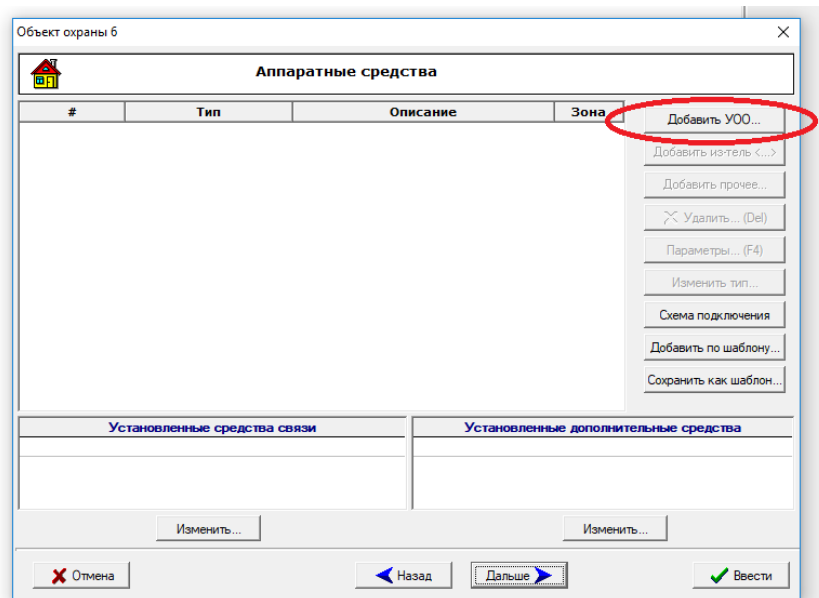 Объект охраны 6
Аппаратные средства
# Тип Описание Зона
Добавить УОО...
Добавить из-тель <...>
Добавить прочее...
Удалить... (Del)
Параметры... (F4)
Изменить тип...
Схема подключения
Добавить по шаблону...
Сохранить как шаблон...
Установленные средства связи Установленные дополнительные средства
Изменить... Изменить...
Отмена Назад Дальше Ввести